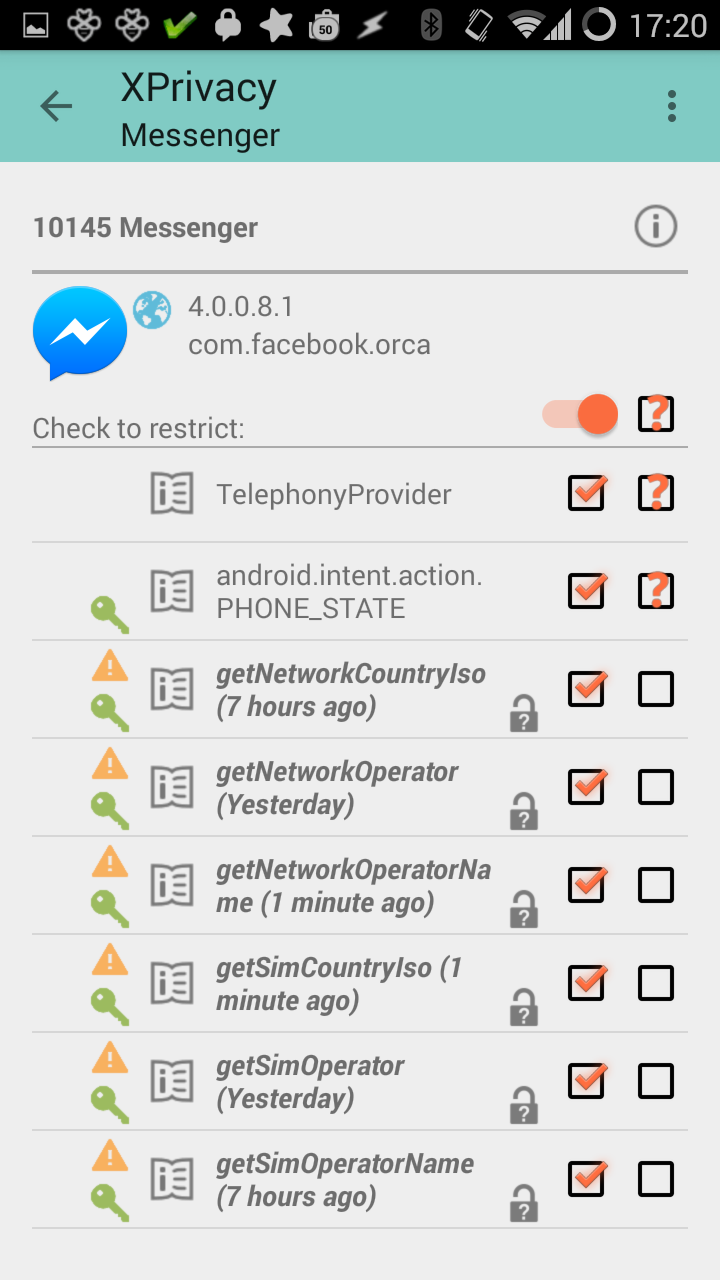 50
17:20
XPrivacy
Messenger
10145 Messenger
4.0.0.8.1
com.facebook.orca
Check to restrict:
?
TelephonyProvider
?
android.intent.action.
PHONE_STATE
?
getNetworkCountryIso
(7 hours ago)
?
getNetworkOperator
(Yesterday)
?
getNetworkOperatorNa
me (1 minute ago)
?
getSimCountryIso (1
minute ago)
?
getSimOperator
(Yesterday)
?
getSimOperatorName
(7 hours ago)
?